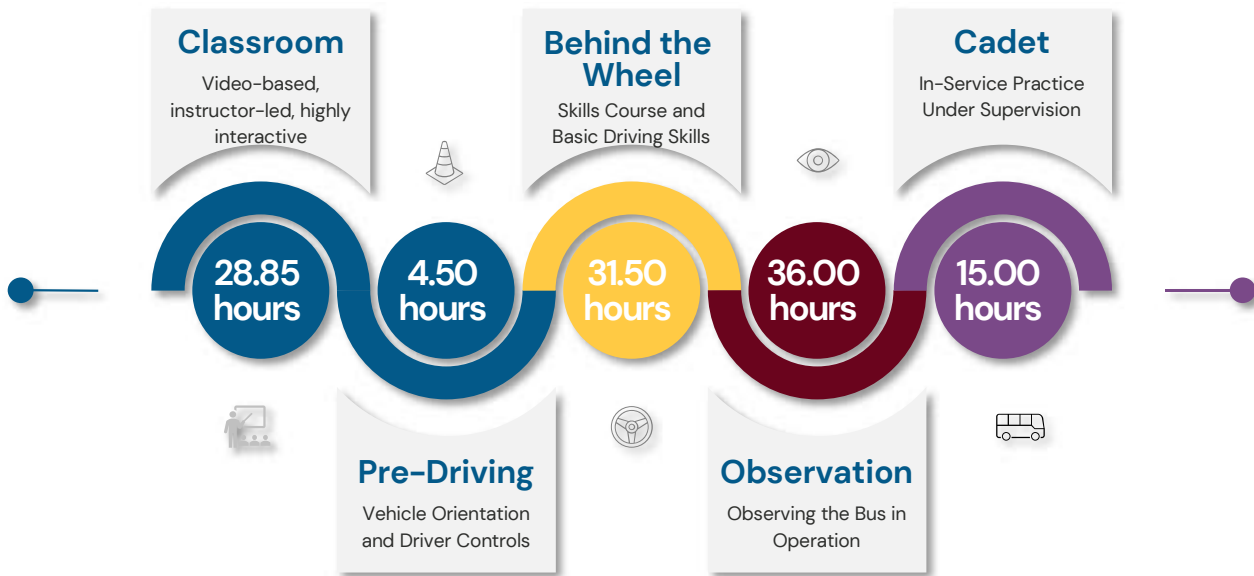 Classroom
Video-based,
instructor-led, highly
interactive
28.85
hours
4.50
hours
Pre-Driving
Vehicle Orientation
and Driver Controls
Behind the
Wheel
Skills Course and
Basic Driving Skills
31.50
hours
36.00
hours
Observation
Observing the Bus in
Operation
Cadet
In-Service Practice
Under Supervision
15.00
hours